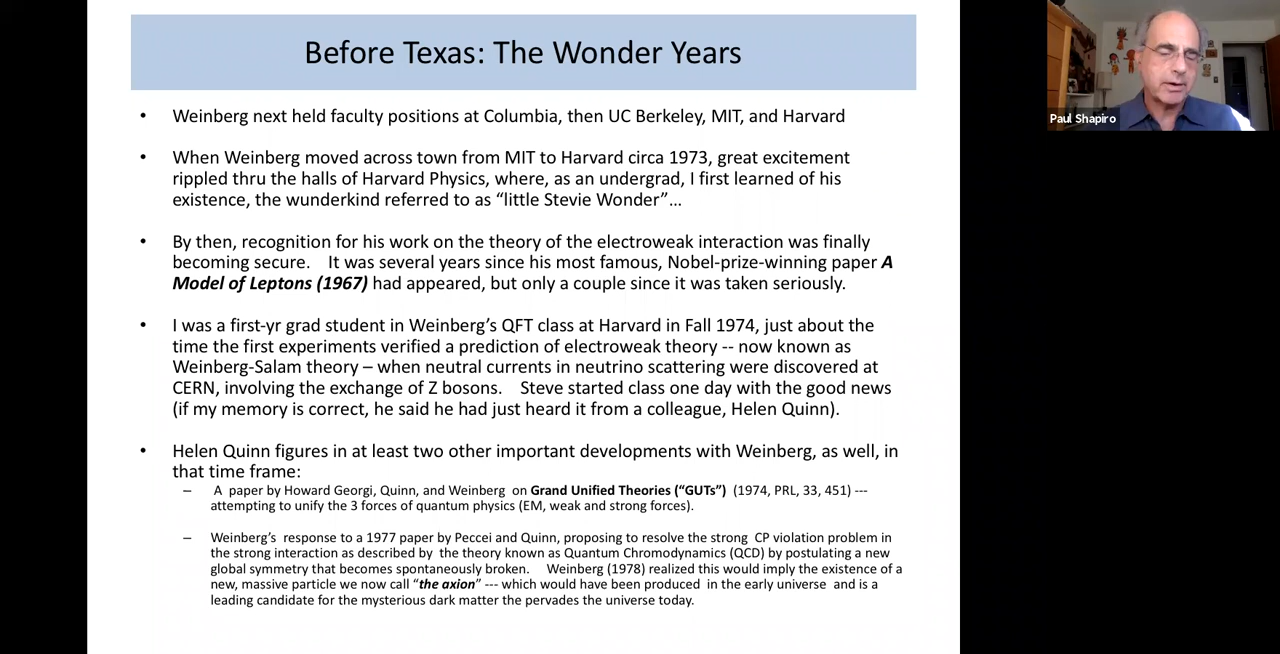 Before Texas: The Wonder Years
• Weinberg next held faculty positions at Columbia, then UC Berkeley, MIT, and Harvard
• When Weinberg moved across town from MIT to Harvard circa 1973, great excitement
rippled thru the halls of Harvard Physics, where, as an undergrad, I first learned of his
existence, the wunderkind referred to as “little Stevie Wonder”…
• By then, recognition for his work on the theory of the electroweak interaction was finally
becoming secure. It was several years since his most famous, Nobel-prize-winning paper A
Model of Leptons (1967) had appeared, but only a couple since it was taken seriously.
• I was a first-yr grad student in Weinberg’s QFT class at Harvard in Fall 1974, just about the
time the first experiments verified a prediction of electroweak theory -- now known as
Weinberg-Salam theory – when neutral currents in neutrino scattering were discovered at
CERN, involving the exchange of Z bosons. Steve started class one day with the good news
(if my memory is correct, he said he had just heard it from a colleague, Helen Quinn).
• Helen Quinn figures in at least two other important developments with Weinberg, as well, in
that time frame:
– A paper by Howard Georgi, Quinn, and Weinberg on Grand Unified Theories (“GUTs”) (1974, PRL, 33, 451) ---
attempting to unify the 3 forces of quantum physics (EM, weak and strong forces).
– Weinberg’s response to a 1977 paper by Peccei and Quinn, proposing to resolve the strong CP violation problem in
the strong interaction as described by the theory known as Quantum Chromodynamics (QCD) by postulating a new
global symmetry that becomes spontaneously broken. Weinberg (1978) realized this would imply the existence of a
new, massive particle we now call “the axion” --- which would have been produced in the early universe and is a
leading candidate for the mysterious dark matter the pervades the universe today.
Paul Shapiro